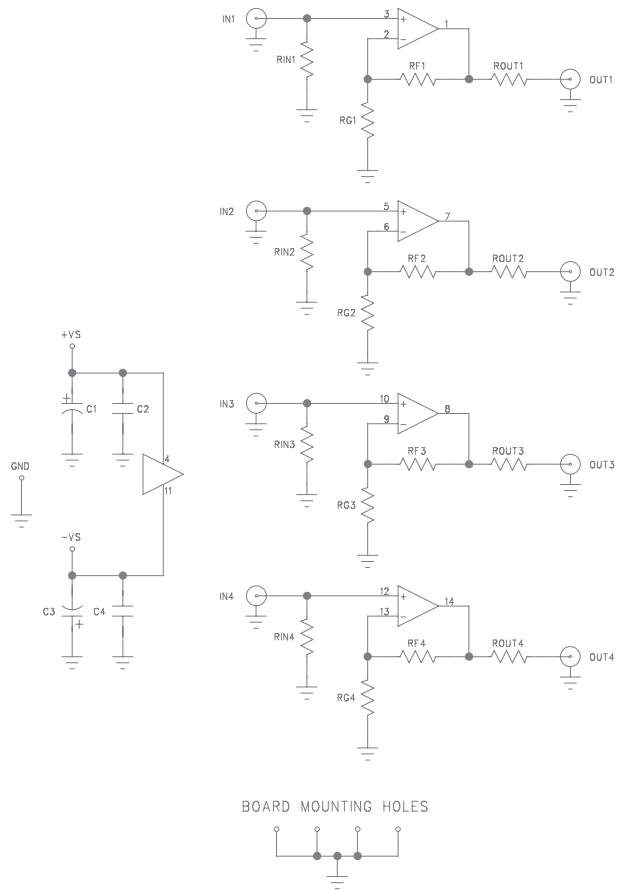 IN1
3
+
2
−
1
RIN1
RF1
ROUT1
OUT1
RG1
IN2
5
+
6
−
7
RIN2
RF2
ROUT2
OUT2
RG2
+VS
+
C1
C2
4
11
GND
−VS
C3
+
C4
IN3
10
+
9
−
8
RIN3
RF3
ROUT3
OUT3
RG3
IN4
12
+
13
−
14
RIN4
RF4
ROUT4
OUT4
RG4
BOARD MOUNTING HOLES